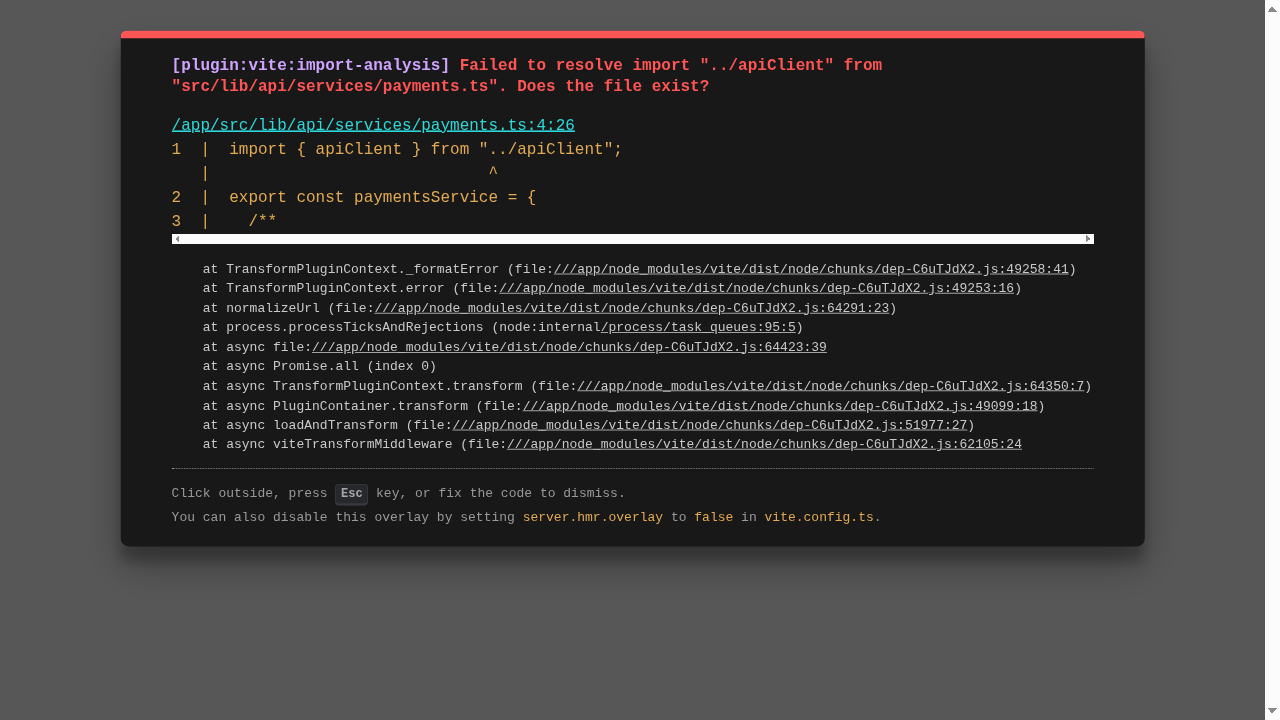 [plugin:vite:import-analysis] Failed to resolve import "../apiClient" from
"src/lib/api/services/payments.ts". Does the file exist?
/app/src/lib/api/services/payments.ts:4:26
1  |  import { apiClient } from "../apiClient";
   |                             ^
2  |  export const paymentsService = {
3  |    /**
at TransformPluginContext._formatError (file:///app/node_modules/vite/dist/node/chunks/dep-C6uTJdX2.js:49258:41)
at TransformPluginContext.error (file:///app/node_modules/vite/dist/node/chunks/dep-C6uTJdX2.js:49253:16)
at normalizeUrl (file:///app/node_modules/vite/dist/node/chunks/dep-C6uTJdX2.js:64291:23)
at process.processTicksAndRejections (node:internal/process/task_queues:95:5)
at async file:///app/node_modules/vite/dist/node/chunks/dep-C6uTJdX2.js:64423:39
at async Promise.all (index 0)
at async TransformPluginContext.transform (file:///app/node_modules/vite/dist/node/chunks/dep-C6uTJdX2.js:64350:7)
at async PluginContainer.transform (file:///app/node_modules/vite/dist/node/chunks/dep-C6uTJdX2.js:49099:18)
at async loadAndTransform (file:///app/node_modules/vite/dist/node/chunks/dep-C6uTJdX2.js:51977:27)
at async viteTransformMiddleware (file:///app/node_modules/vite/dist/node/chunks/dep-C6uTJdX2.js:62105:24
Click outside, press Esc key, or fix the code to dismiss.
You can also disable this overlay by setting server.hmr.overlay to false in vite.config.ts.